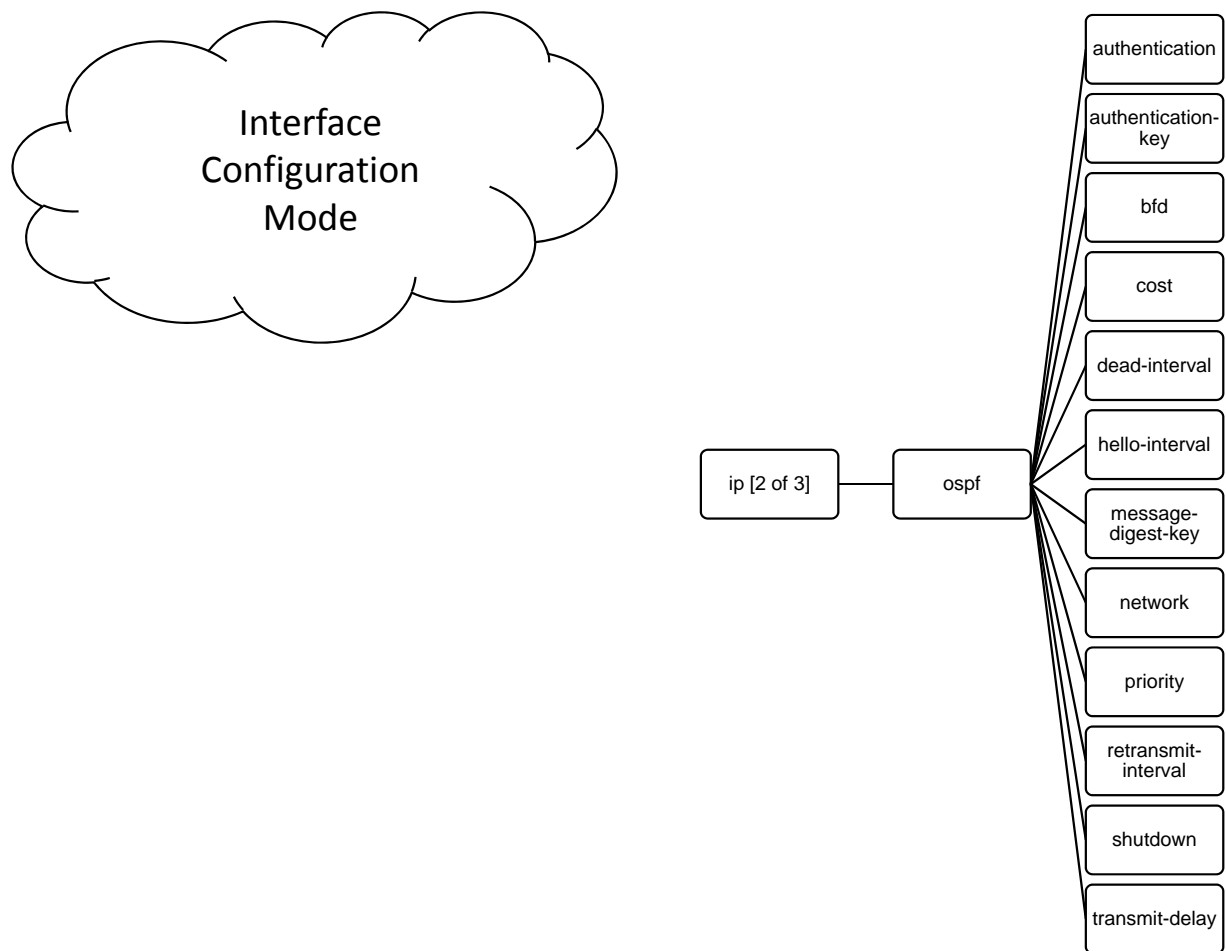 Interface
Configuration
Mode
ip [2 of 3]
ospf
authentication
authentication-
key
bfd
cost
dead-interval
hello-interval
message-
digest-key
network
priority
retransmit-
interval
shutdown
transmit-delay